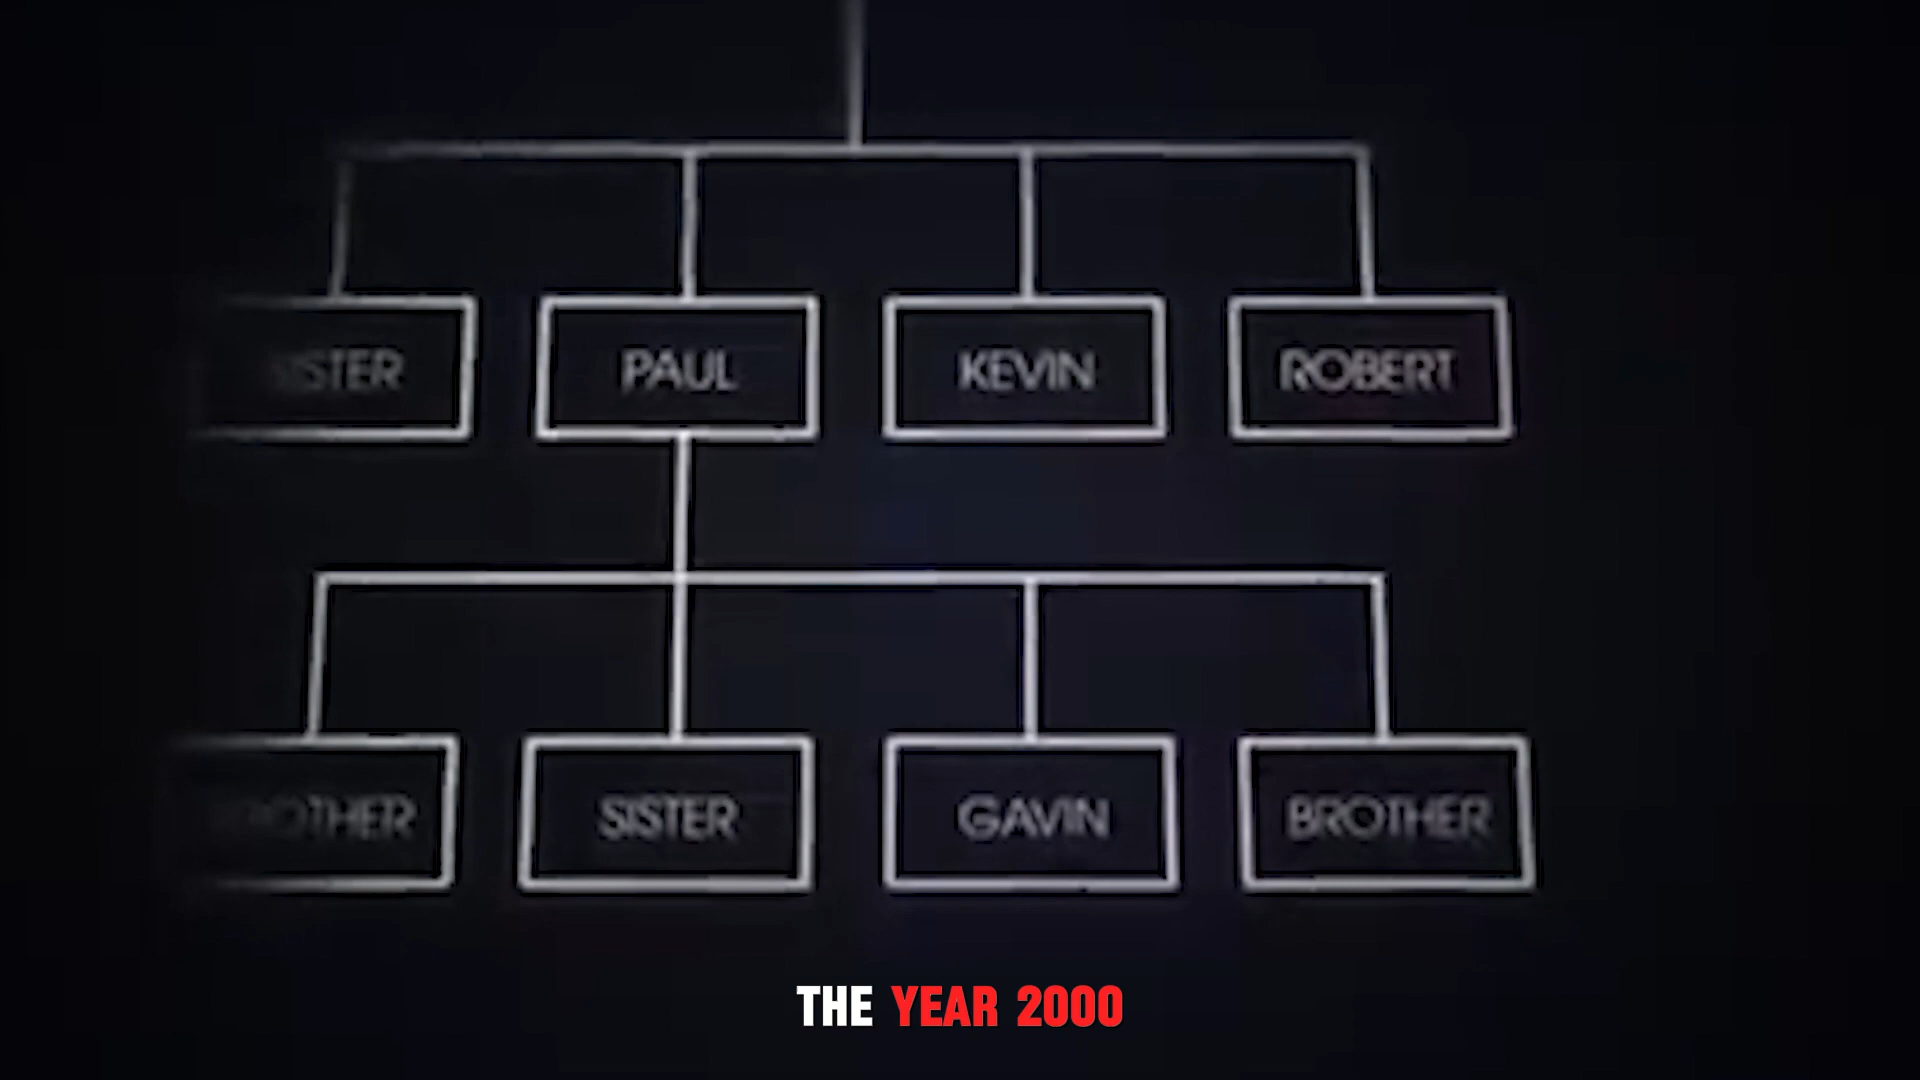 SISTER
PAUL
KEVIN
ROBERT
BROTHER
SISTER
GAVIN
BROTHER
THE YEAR 2000